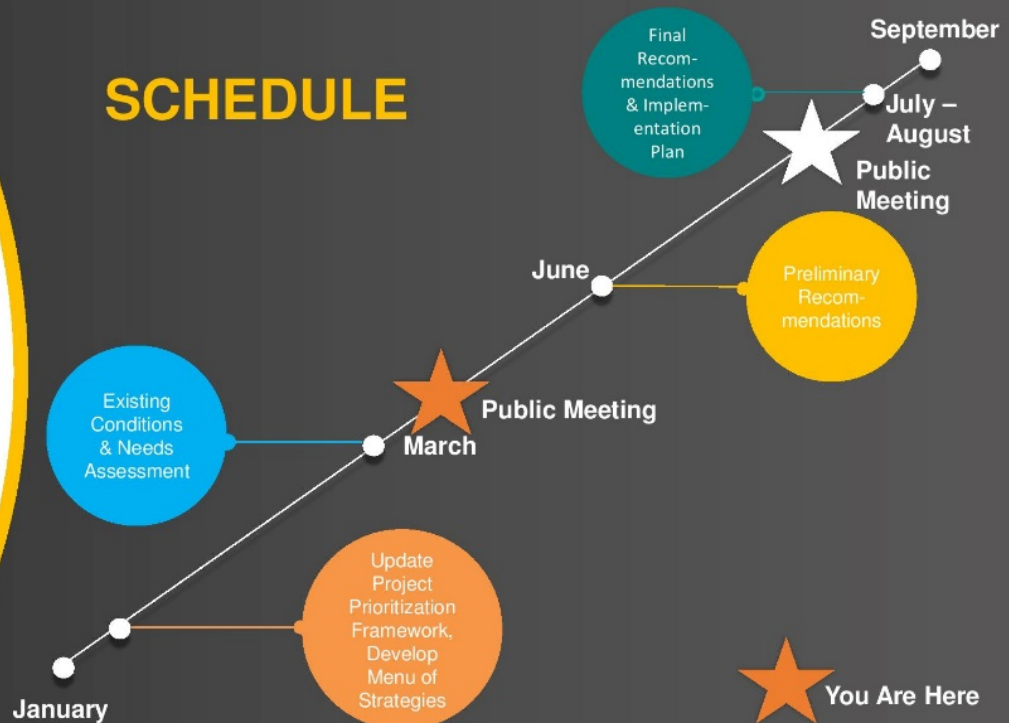 SCHEDULE
Final
Recom-
mendations
& Implem-
entation
Plan
September
July –
August
Public
Meeting
June
Preliminary
Recom-
mendations
Existing
Conditions
& Needs
Assessment
Public Meeting
March
Update
Project
Prioritization
Framework,
Develop
Menu of
Strategies
January
You Are Here